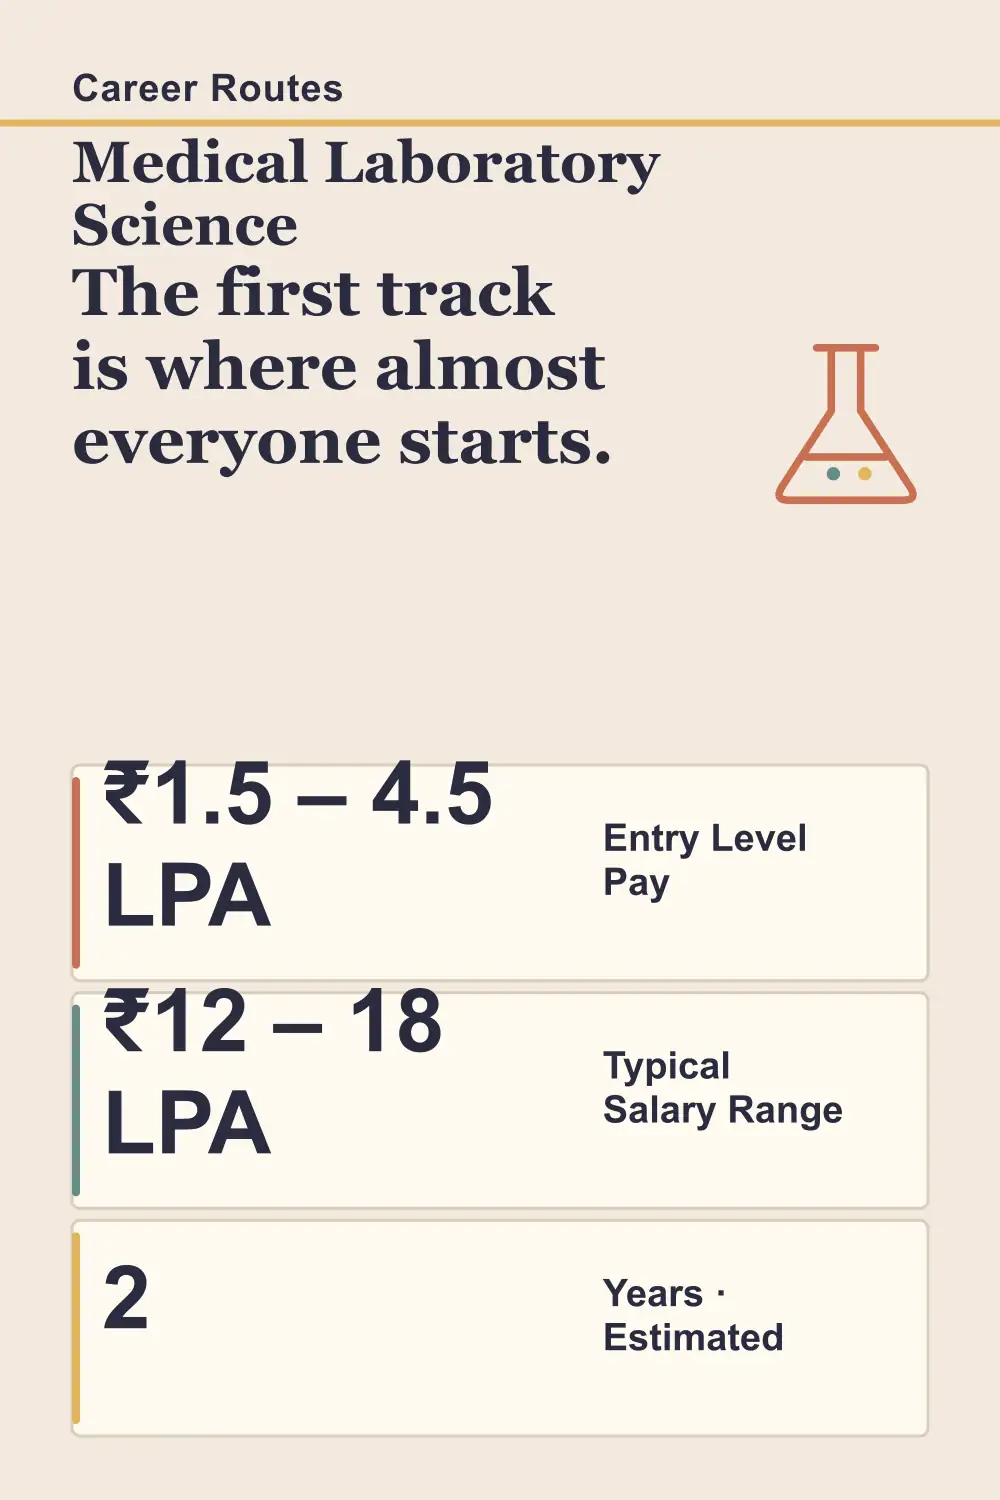 Career Routes
Medical Laboratory
Science
The first track
is where almost
everyone starts.
₹1.5 – 4.5
LPA
Entry Level
Pay
₹12 – 18
LPA
Typical
Salary Range
2
Years ·
Estimated